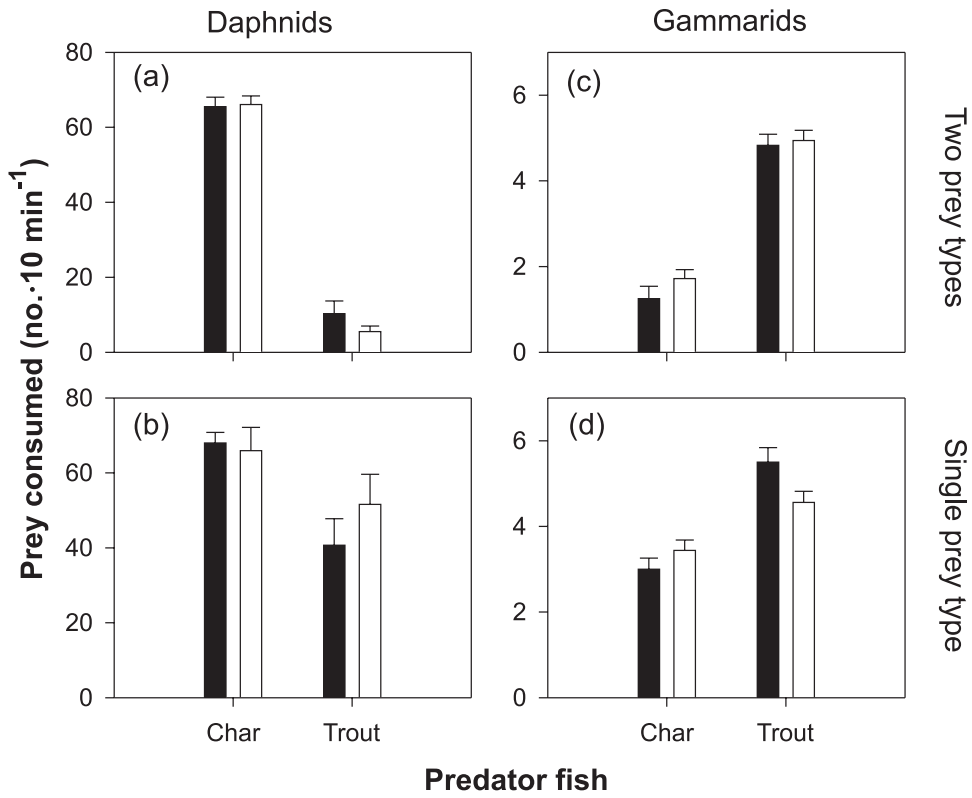 Daphnids
Gammarids
Prey consumed (no.·10 min⁻¹)
80
60
40
20
0
(a)
6
4
2
0
(c)
Two prey types
80
60
40
20
0
(b)
Char Trout
6
4
2
0
(d)
Char Trout
Single prey type
Predator fish